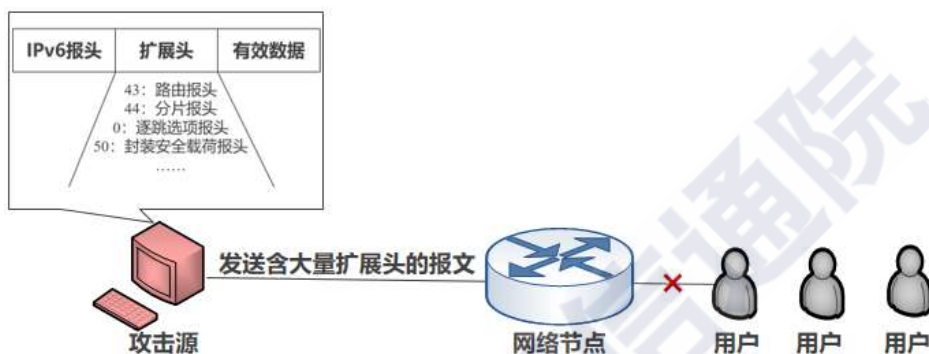 IPv6报头 扩展头 有效数据
43：路由报头
44：分片报头
0：逐跳选项报头
50：封装安全载荷报头
……
发送含大量扩展头的报文
攻击源 网络节点 用户 用户 用户
信通院